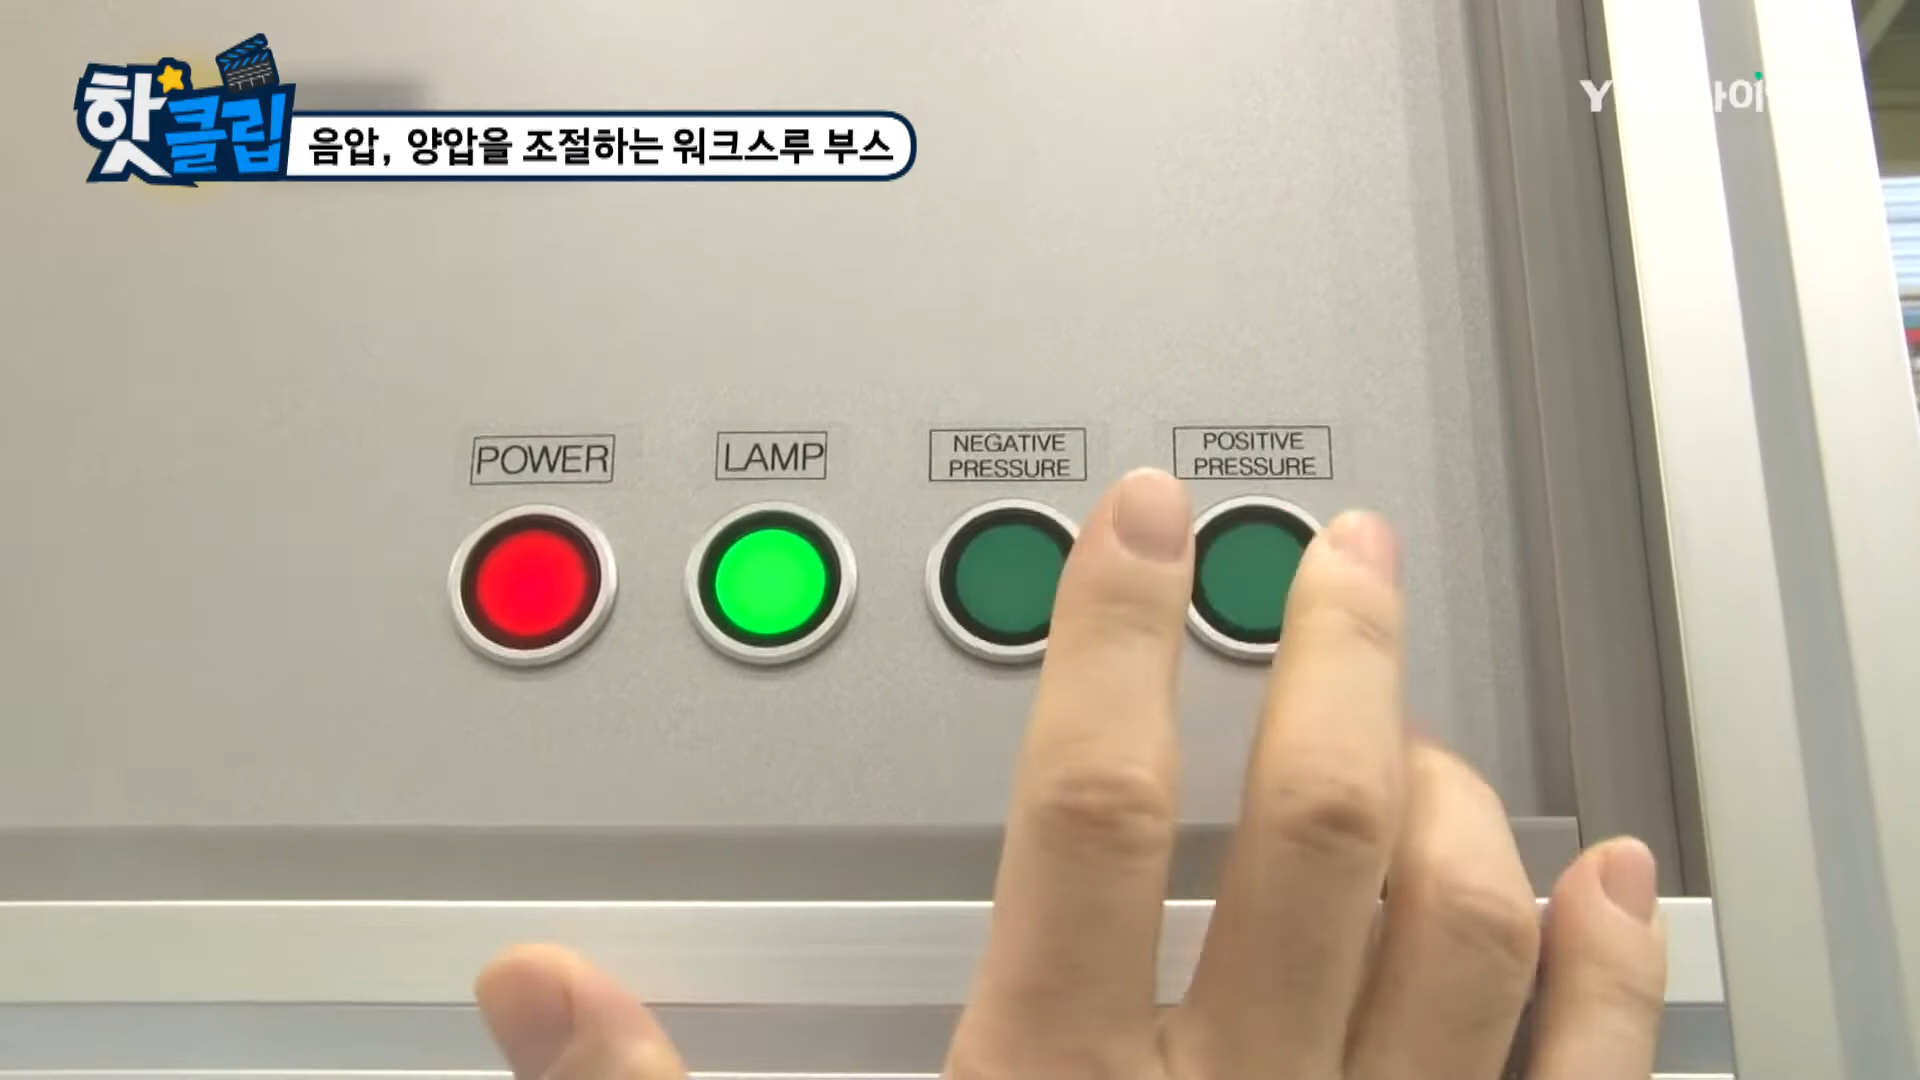 핫클립
음압, 양압을 조절하는 워크스루 부스
POWER
LAMP
NEGATIVE
PRESSURE
POSITIVE
PRESSURE